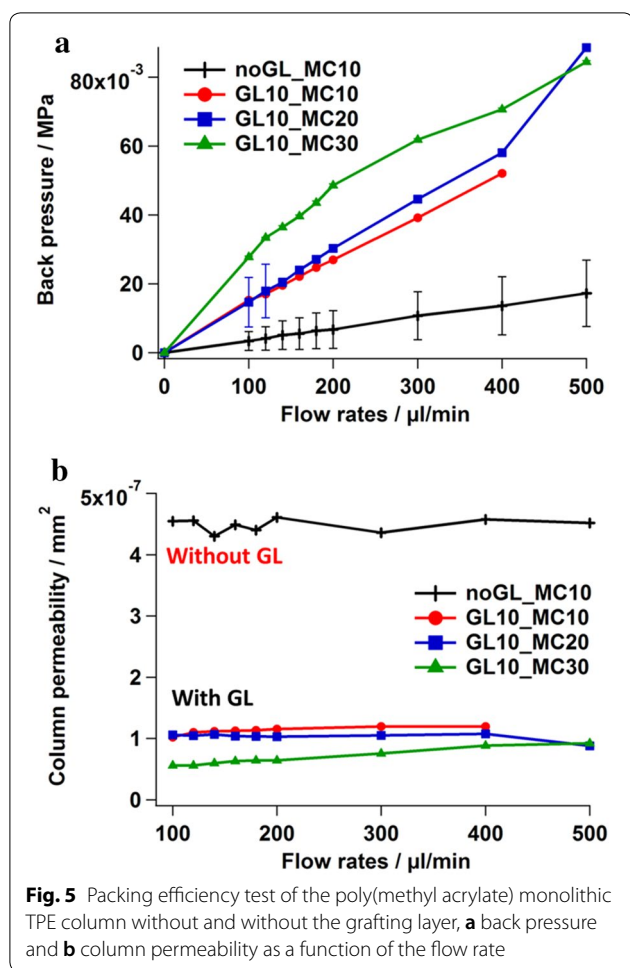 a
noGL_MC10
GL10_MC10
GL10_MC20
GL10_MC30
Back pressure / MPa
80x10⁻³
60
40
20
0
0 100 200 300 400 500
Flow rates / µl/min
b
Column permeability / mm²
5x10⁻⁷
4
3
2
1
0
Without GL
noGL_MC10
GL10_MC10
GL10_MC20
GL10_MC30
With GL
100 200 300 400 500
Flow rates / µl/min
Fig. 5 Packing efficiency test of the poly(methyl acrylate) monolithic
TPE column without and without the grafting layer, a back pressure
and b column permeability as a function of the flow rate